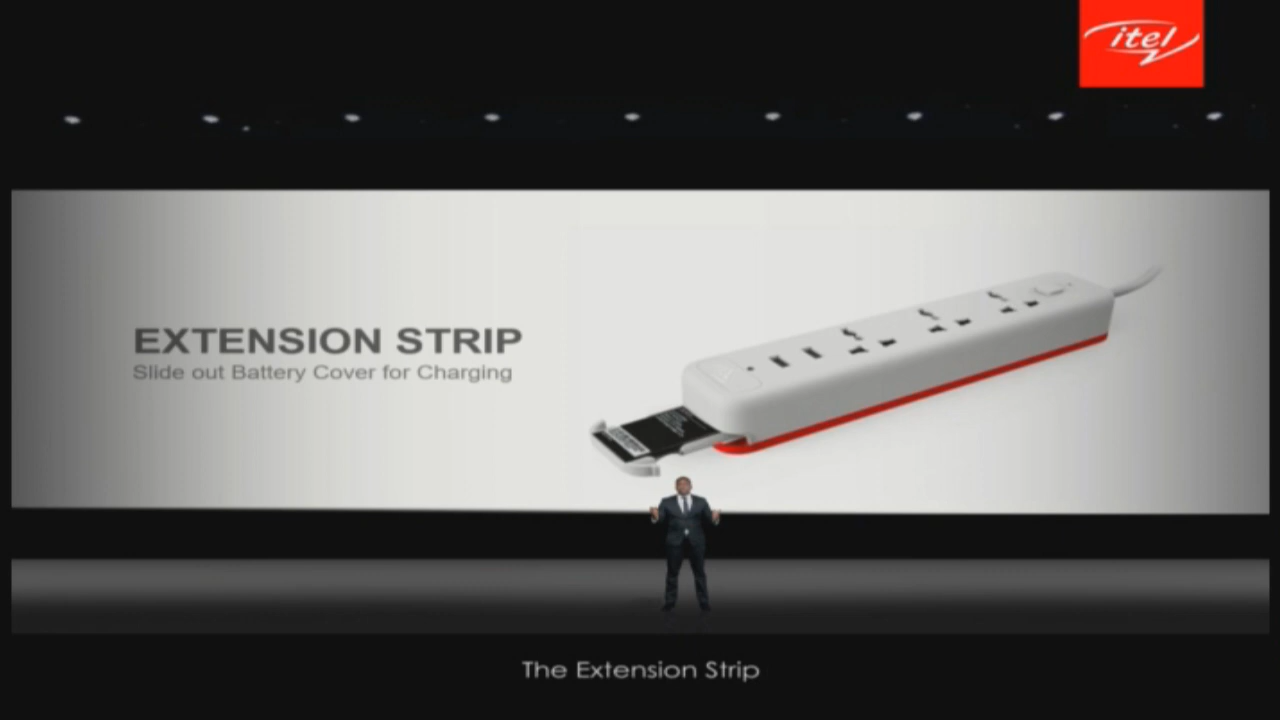 itel
EXTENSION STRIP
Slide out Battery Cover for Charging
The Extension Strip